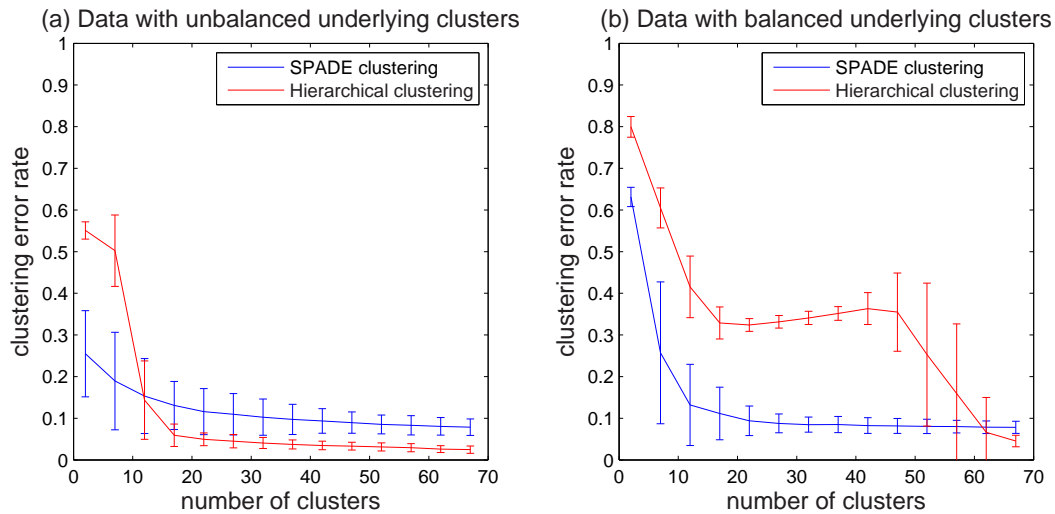 (a) Data with unbalanced underlying clusters
1
0.9
0.8
0.7
0.6
0.5
0.4
0.3
0.2
0.1
0
clustering error rate
SPADE clustering
Hierarchical clustering
0 10 20 30 40 50 60 70
number of clusters
(b) Data with balanced underlying clusters
1
0.9
0.8
0.7
0.6
0.5
0.4
0.3
0.2
0.1
0
clustering error rate
SPADE clustering
Hierarchical clustering
0 10 20 30 40 50 60 70
number of clusters